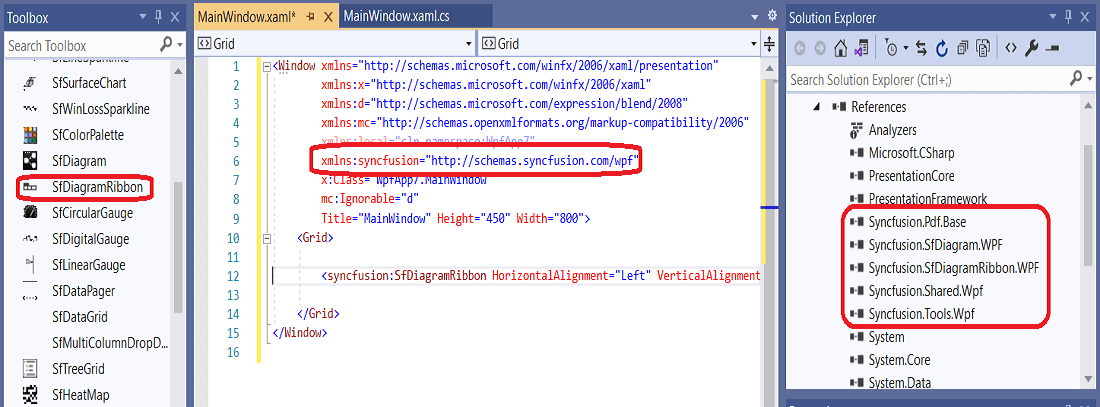 Toolbox
Search Toolbox
SfLineSparkline
SfSurfaceChart
SfWinLossSparkline
SfColorPalette
SfDiagram
SfDiagramRibbon
SfCircularGauge
SfDigitalGauge
SfLinearGauge
SfDataPager
SfDataGrid
SfMultiColumnDropD...
SfTreeGrid
SfHeatMap
MainWindow.xaml*
MainWindow.xaml.cs
Grid
Grid
1 <Window xmlns="http://schemas.microsoft.com/winfx/2006/xaml/presentation"
2 xmlns:x="http://schemas.microsoft.com/winfx/2006/xaml"
3 xmlns:d="http://schemas.microsoft.com/expression/blend/2008"
4 xmlns:mc="http://schemas.openxmlformats.org/markup-compatibility/2006"
5 xmlns:local="clr-namespace:WpfApp7"
6 xmlns:syncfusion="http://schemas.syncfusion.com/wpf"
7 x:Class="WpfApp7.MainWindow"
8 mc:Ignorable="d"
9 Title="MainWindow" Height="450" Width="800">
10 <Grid>
11
12 <syncfusion:SfDiagramRibbon HorizontalAlignment="Left" VerticalAlignment
13
14 </Grid>
15 </Window>
16
Solution Explorer
Search Solution Explorer (Ctrl+;)
References
Analyzers
Microsoft.CSharp
PresentationCore
PresentationFramework
Syncfusion.Pdf.Base
Syncfusion.SfDiagram.WPF
Syncfusion.SfDiagramRibbon.WPF
Syncfusion.Shared.Wpf
Syncfusion.Tools.Wpf
System
System.Core
System.Data